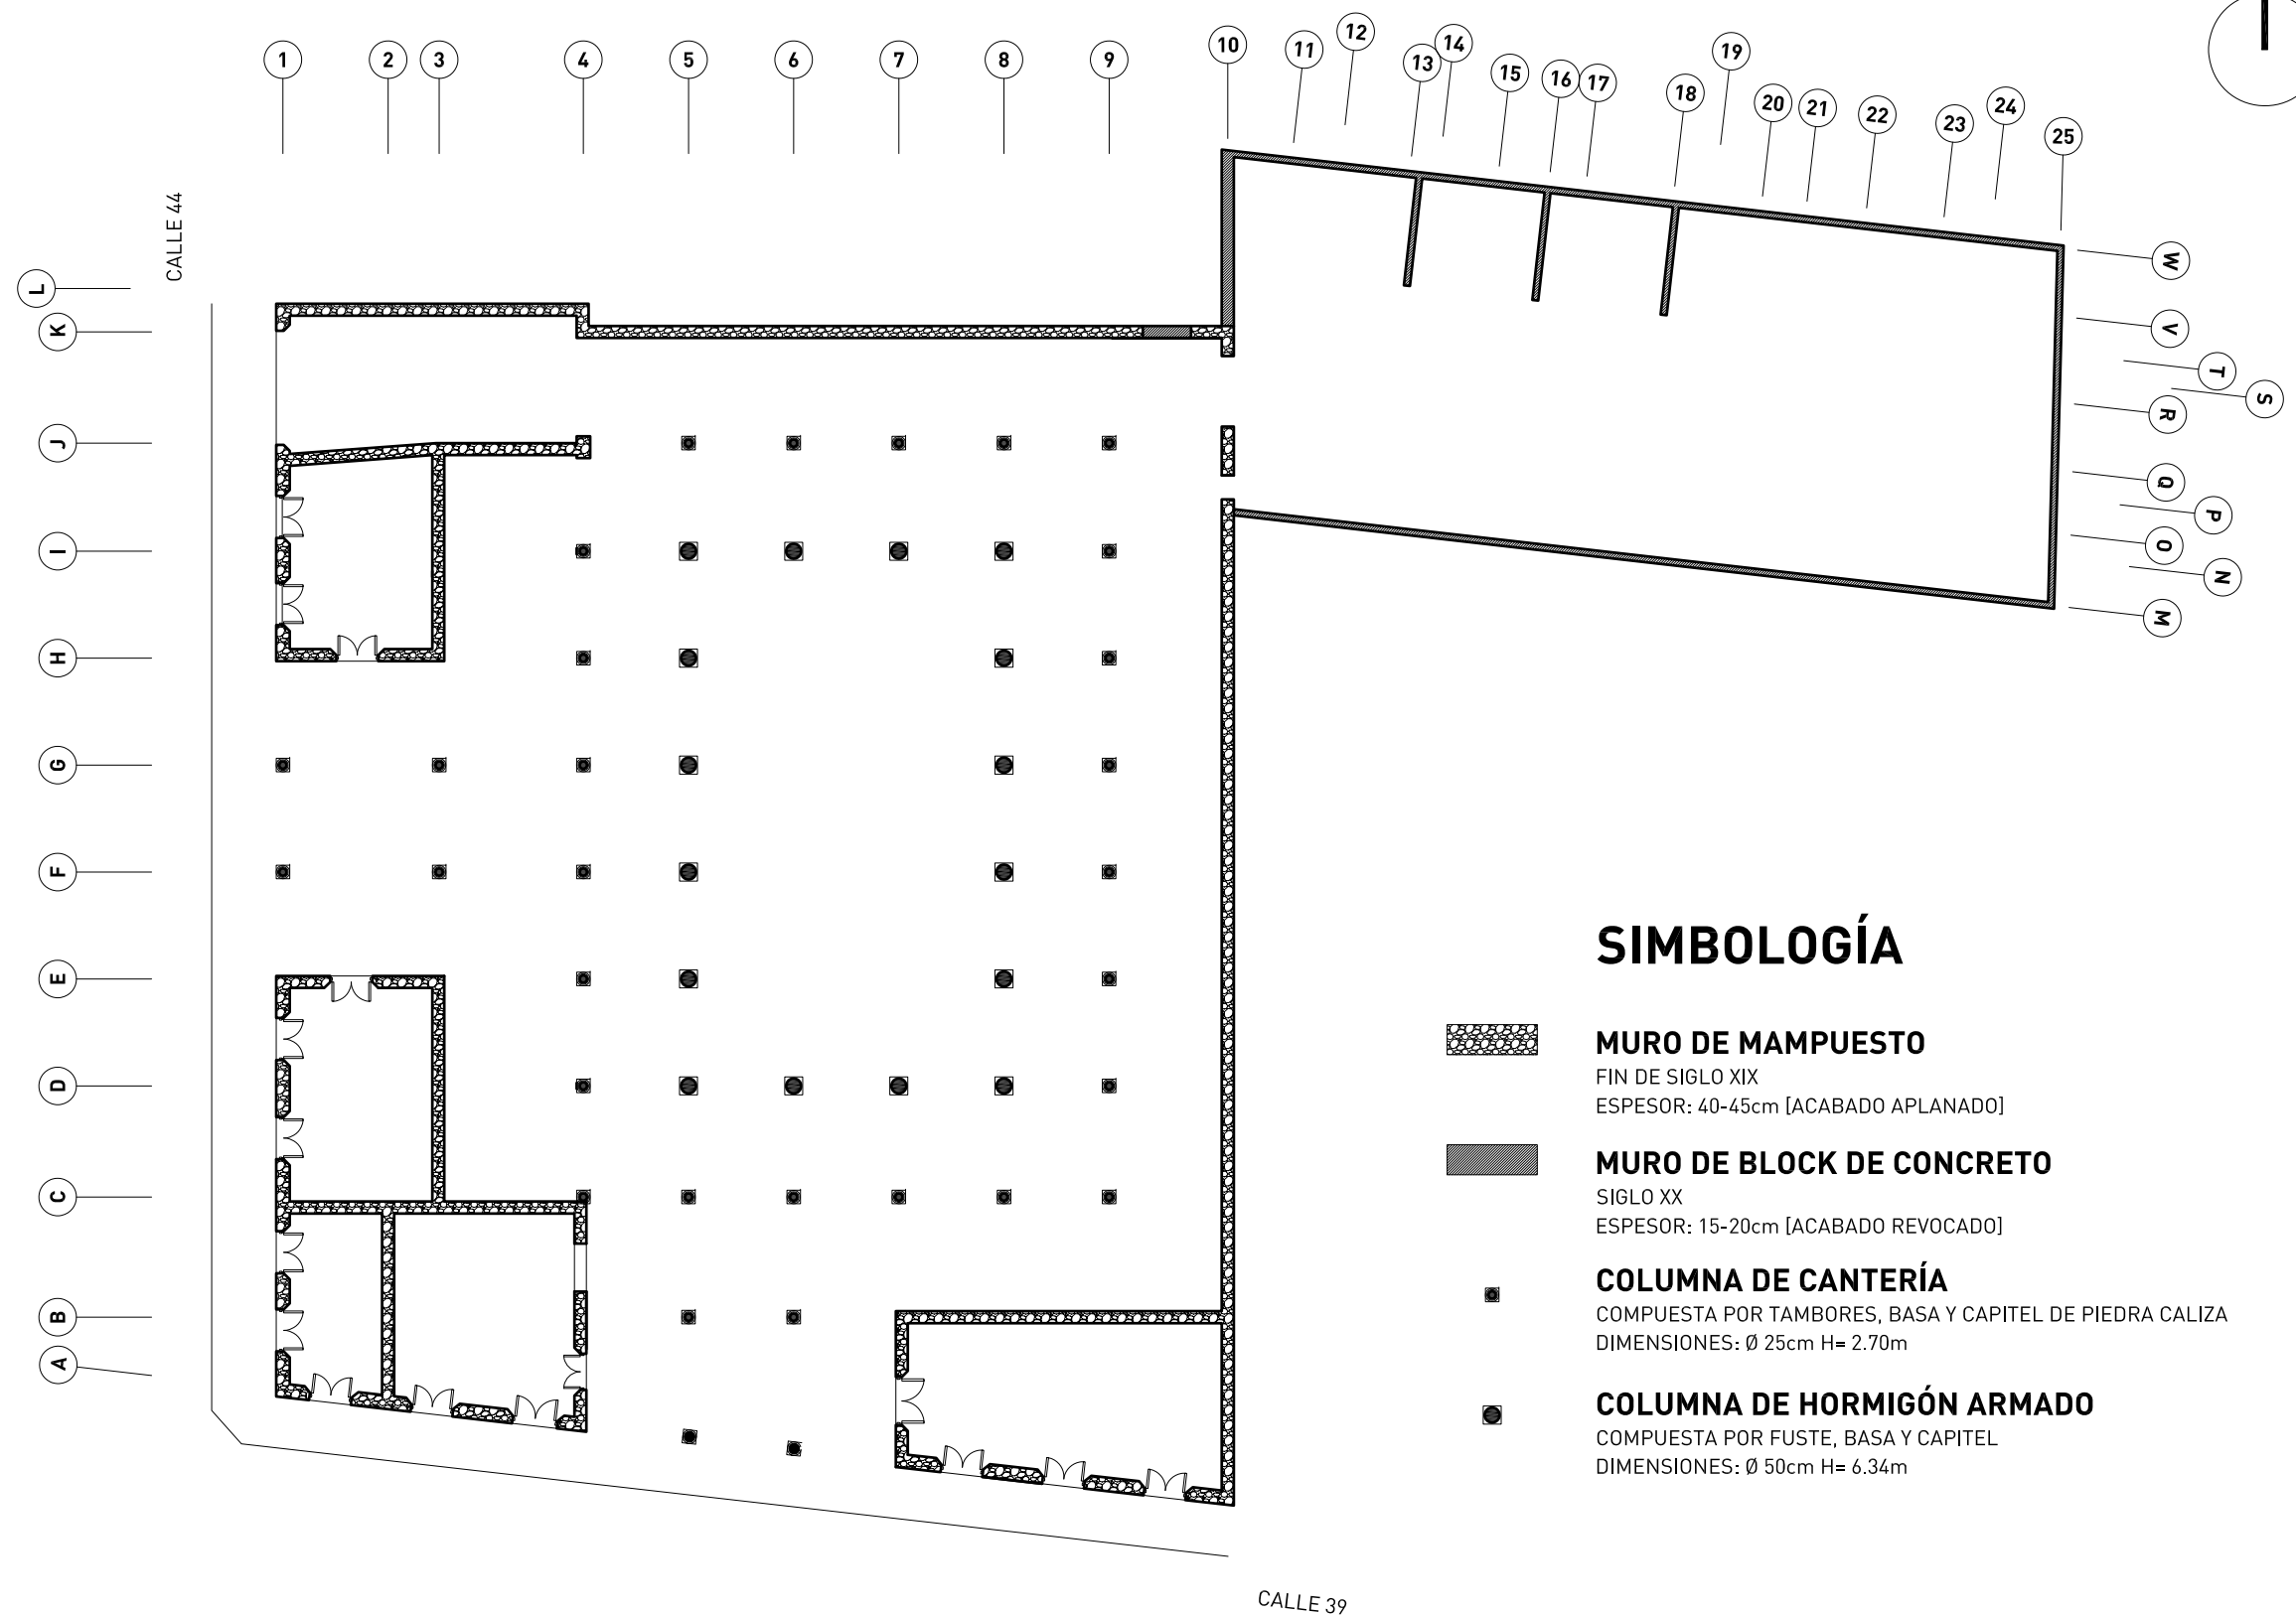 1 2 3 4 5 6 7 8 9 10 11 12 13 14 15 16 17 18 19 20 21 22 23 24 25
CALLE 44
L
K
J
I
H
G
F
E
D
C
B
A
W
V
T
S
R
Q
P
O
N
M
SIMBOLOGÍA
MURO DE MAMPUESTO
FIN DE SIGLO XIX
ESPESOR: 40-45cm [ACABADO APLANADO]
MURO DE BLOCK DE CONCRETO
SIGLO XX
ESPESOR: 15-20cm [ACABADO REVOCADO]
COLUMNA DE CANTERÍA
COMPUESTA POR TAMBORES, BASA Y CAPITEL DE PIEDRA CALIZA
DIMENSIONES: Ø 25cm H= 2.70m
COLUMNA DE HORMIGÓN ARMADO
COMPUESTA POR FUSTE, BASA Y CAPITEL
DIMENSIONES: Ø 50cm H= 6.34m
CALLE 39